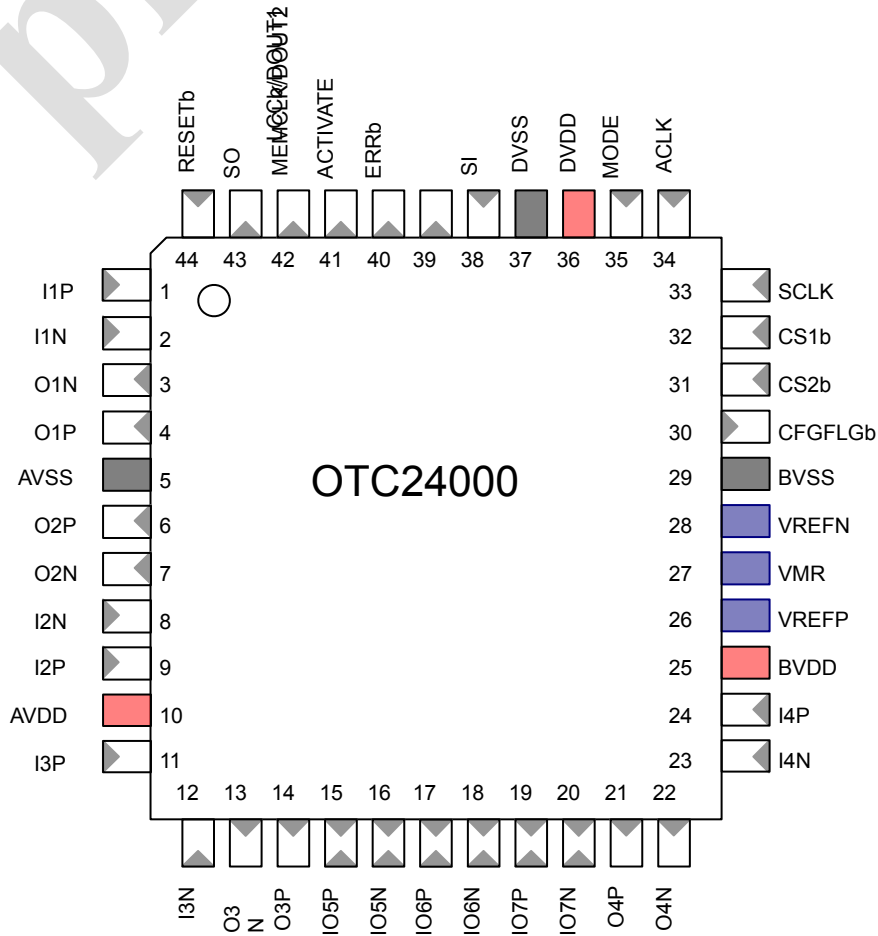 RESETb
SO
MEMCLK/DOUT2
ACTIVATE
ERRb
SI
DVSS
DVDD
MODE
ACLK
44 43 42 41 40 39 38 37 36 35 34
I1P 1
I1N 2
O1N 3
O1P 4
AVSS 5
O2P 6
O2N 7
I2N 8
I2P 9
AVDD 10
I3P 11
OTC24000
33 SCLK
32 CS1b
31 CS2b
30 CFGFLGb
29 BVSS
28 VREFN
27 VMR
26 VREFP
25 BVDD
24 I4P
23 I4N
12 13 14 15 16 17 18 19 20 21 22
I3N
O3
N
O3P
IO5P
IO5N
IO6P
IO6N
IO7P
IO7N
O4P
O4N